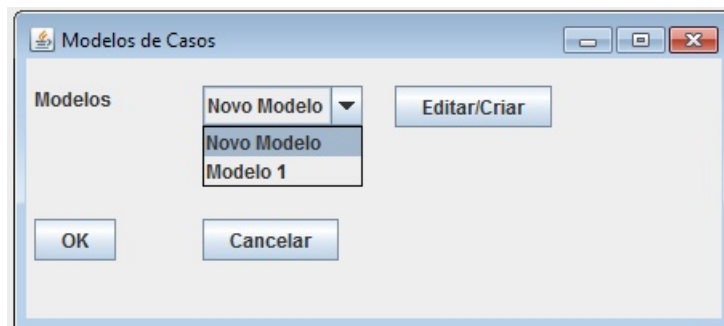 Modelos de Casos
Modelos
Novo Modelo
Editar/Criar
Novo Modelo
Modelo 1
OK
Cancelar